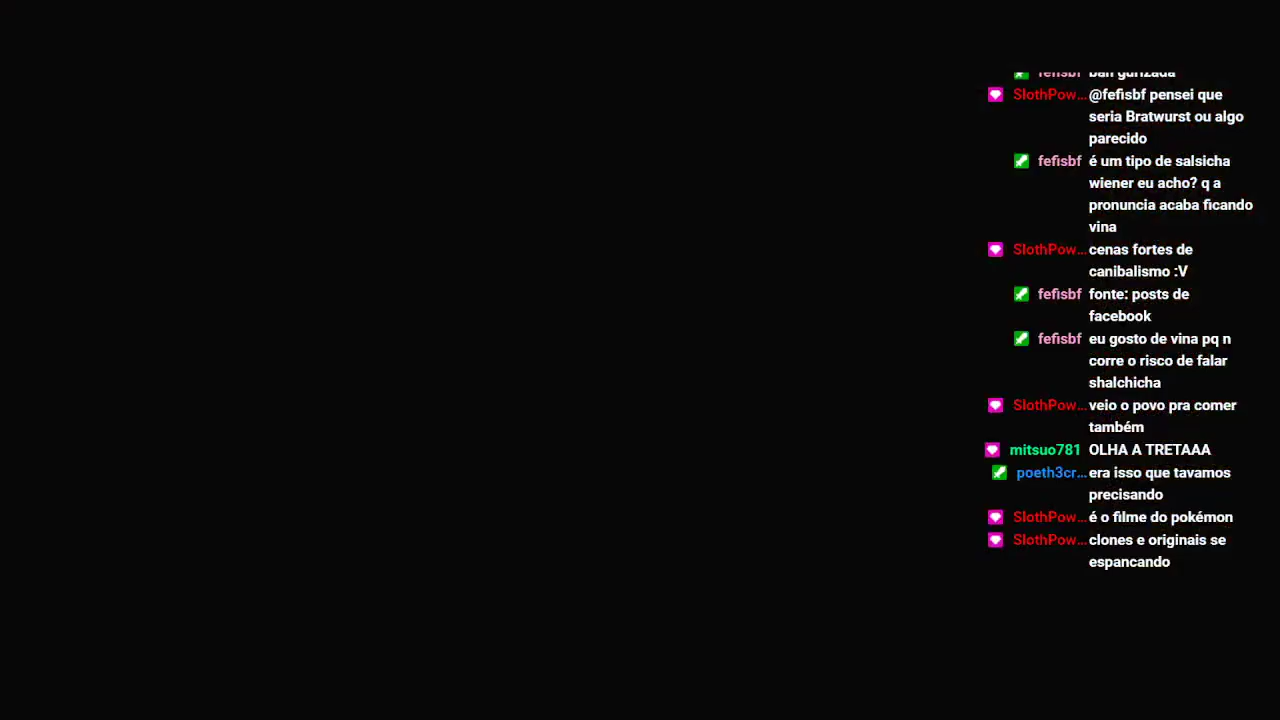 fefisbf bah gurizada
SlothPow... @fefisbf pensei que
seria Bratwurst ou algo
parecido
fefisbf é um tipo de salsicha
wiener eu acho? q a
pronuncia acaba ficando
vina
SlothPow... cenas fortes de
canibalismo :V
fefisbf fonte: posts de
facebook
fefisbf eu gosto de vina pq n
corre o risco de falar
shalchicha
SlothPow... veio o povo pra comer
também
mitsuo781 OLHA A TRETAAA
poeth3cr... era isso que tavamos
precisando
SlothPow... é o filme do pokémon
SlothPow... clones e originais se
espancando